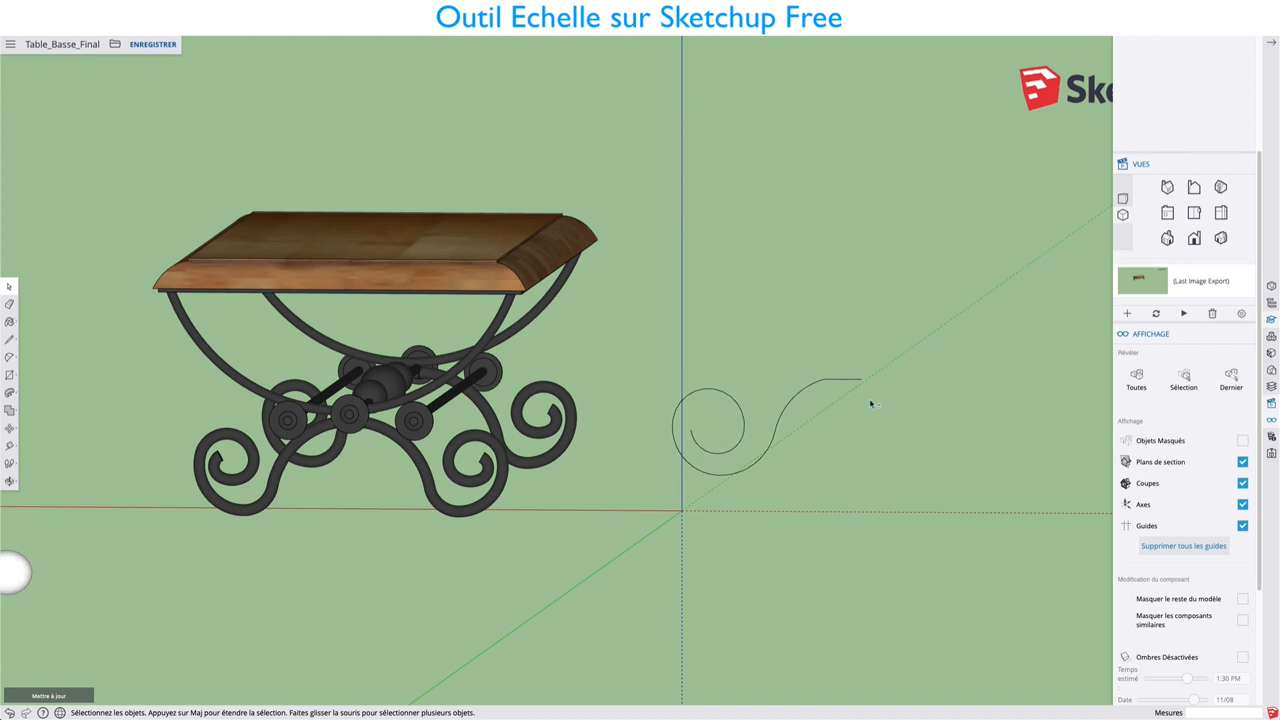 Outil Echelle sur Sketchup Free
Table_Basse_Final
ENREGISTRER
Ske
VUES
(Last Image Export)
AFFICHAGE
Révéler
Toutes Sélection Dernier
Affichage
Objets Masqués
Plans de section
Coupes
Axes
Guides
Supprimer tous les guides
Modification du composant
Masquer le reste du modèle
Masquer les composants
similaires
Ombres Désactivées
Temps
estimé
:
1:30 PM
Date 11/08
Mettre à jour
Sélectionnez les objets. Appuyez sur Maj pour étendre la sélection. Faites glisser la souris pour sélectionner plusieurs objets.
Mesures